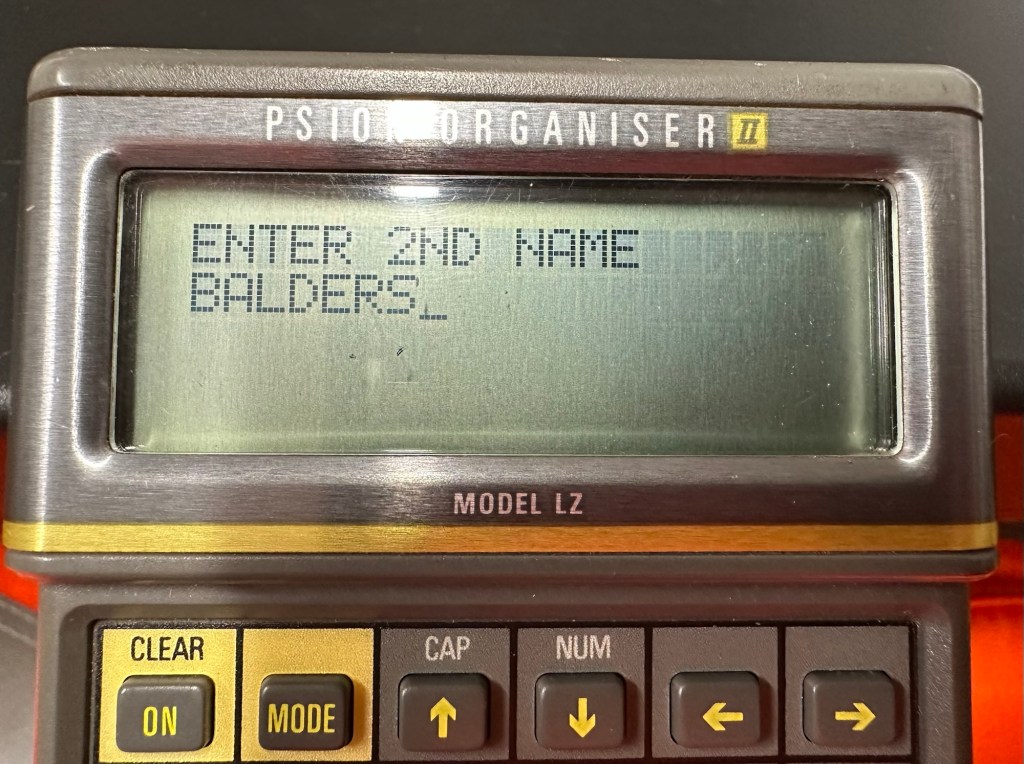 PSION ORGANISER II
ENTER 2ND NAME
BALDERS_
MODEL LZ
CLEAR CAP NUM
ON MODE ↑ ↓ ← →